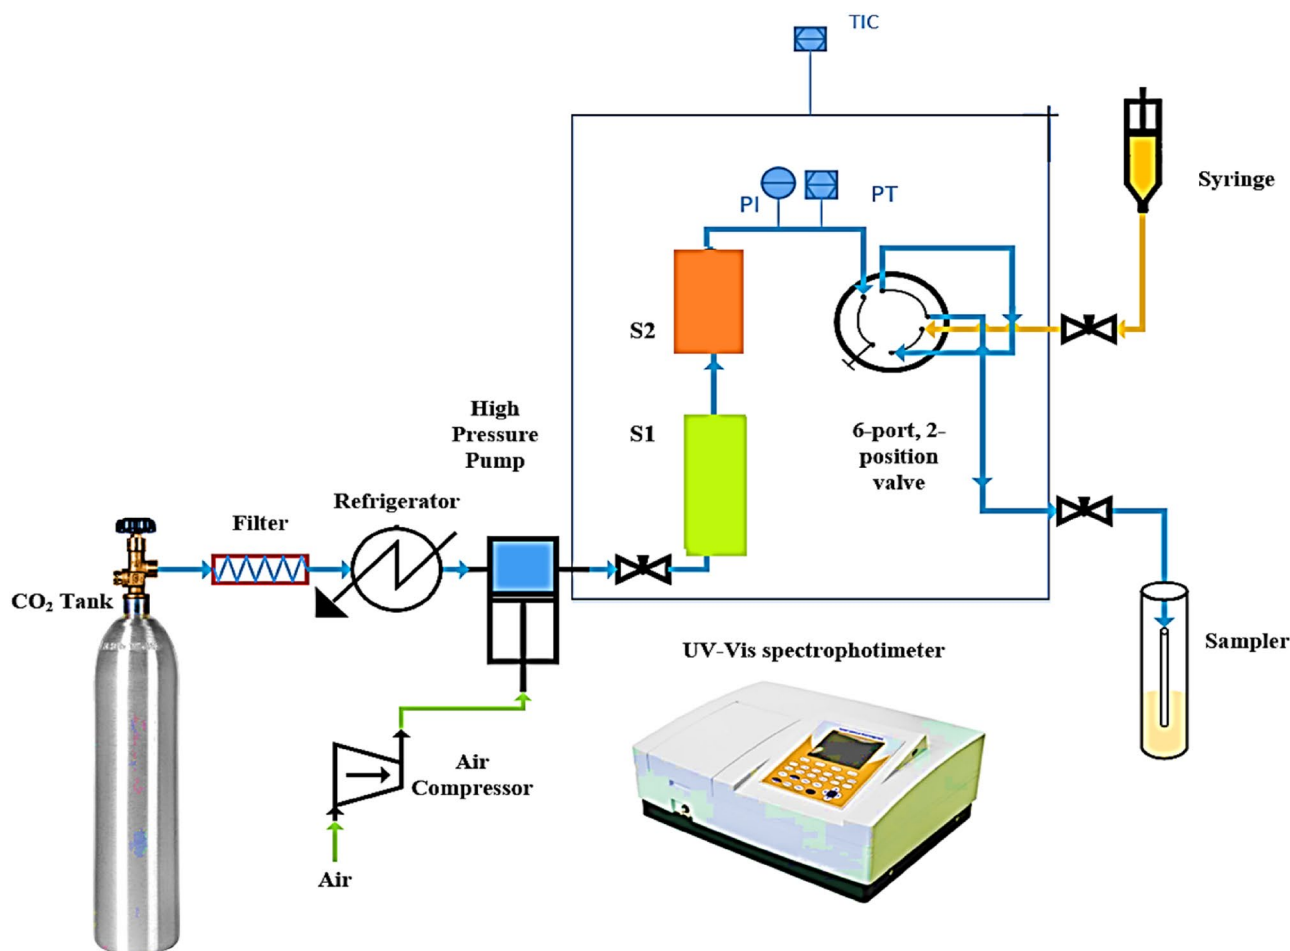 TIC
Syringe
PI
PT
S2
S1
6-port, 2-
position
valve
High
Pressure
Pump
Refrigerator
Filter
CO₂ Tank
Sampler
UV-Vis spectrophotimeter
Air
Compressor
Air